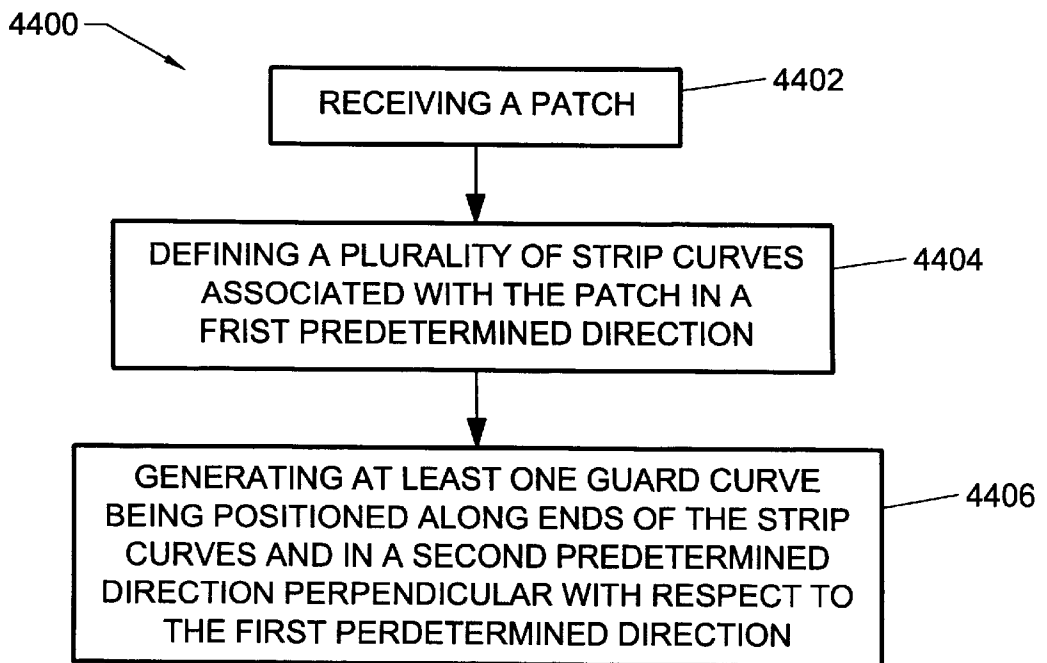 4400
RECEIVING A PATCH
4402
DEFINING A PLURALITY OF STRIP CURVES
ASSOCIATED WITH THE PATCH IN A
FRIST PREDETERMINED DIRECTION
4404
GENERATING AT LEAST ONE GUARD CURVE
BEING POSITIONED ALONG ENDS OF THE STRIP
CURVES AND IN A SECOND PREDETERMINED
DIRECTION PERPENDICULAR WITH RESPECT TO
THE FIRST PERDETERMINED DIRECTION
4406